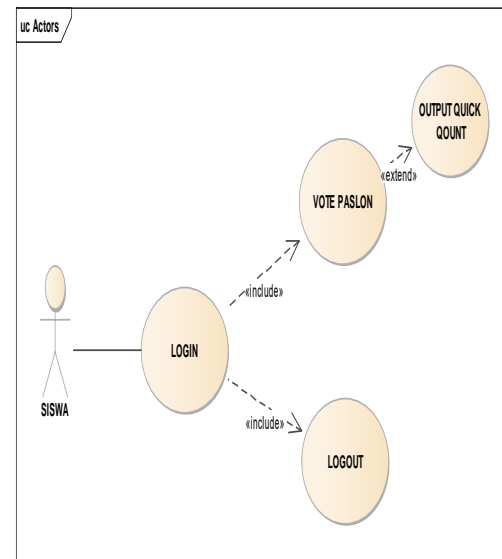 uc Actors
OUTPUT QUICK
QOUNT
VOTE PASLON
«extend»
«include»
LOGIN
SISWA
«include»
LOGOUT